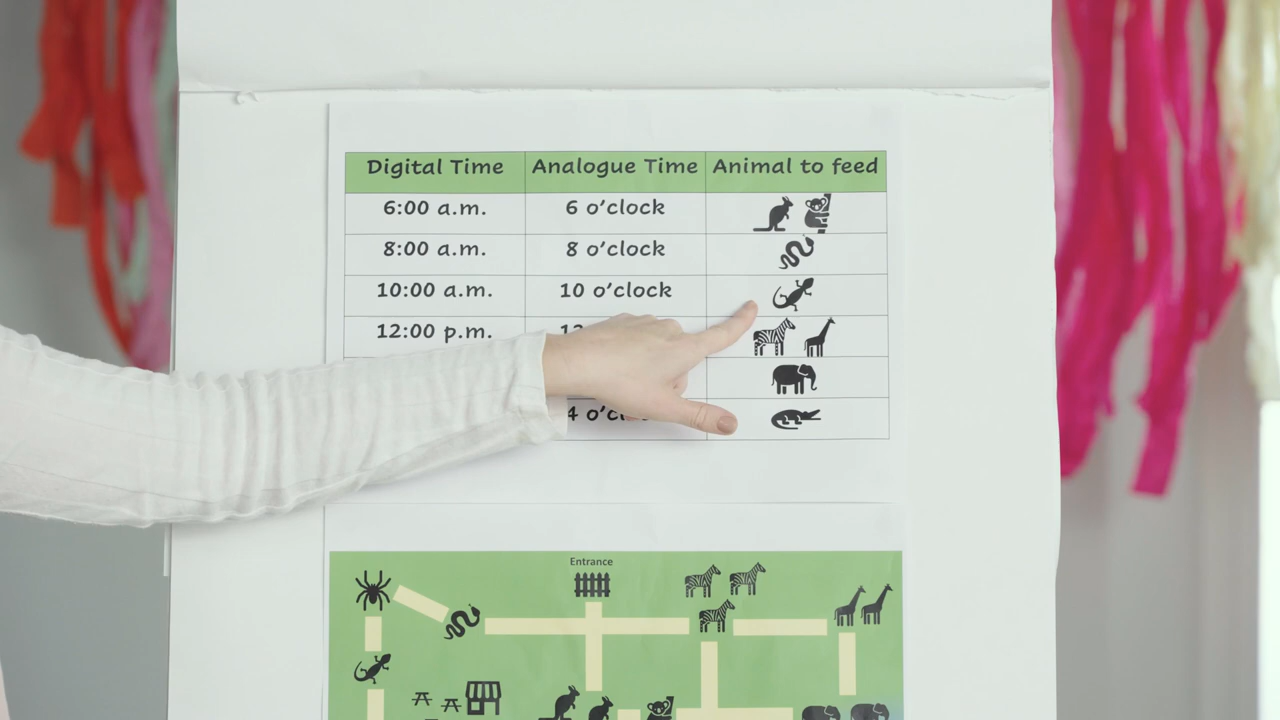 Digital Time Analogue Time Animal to feed
6:00 a.m. 6 o'clock
8:00 a.m. 8 o'clock
10:00 a.m. 10 o'clock
12:00 p.m.
4
Entrance